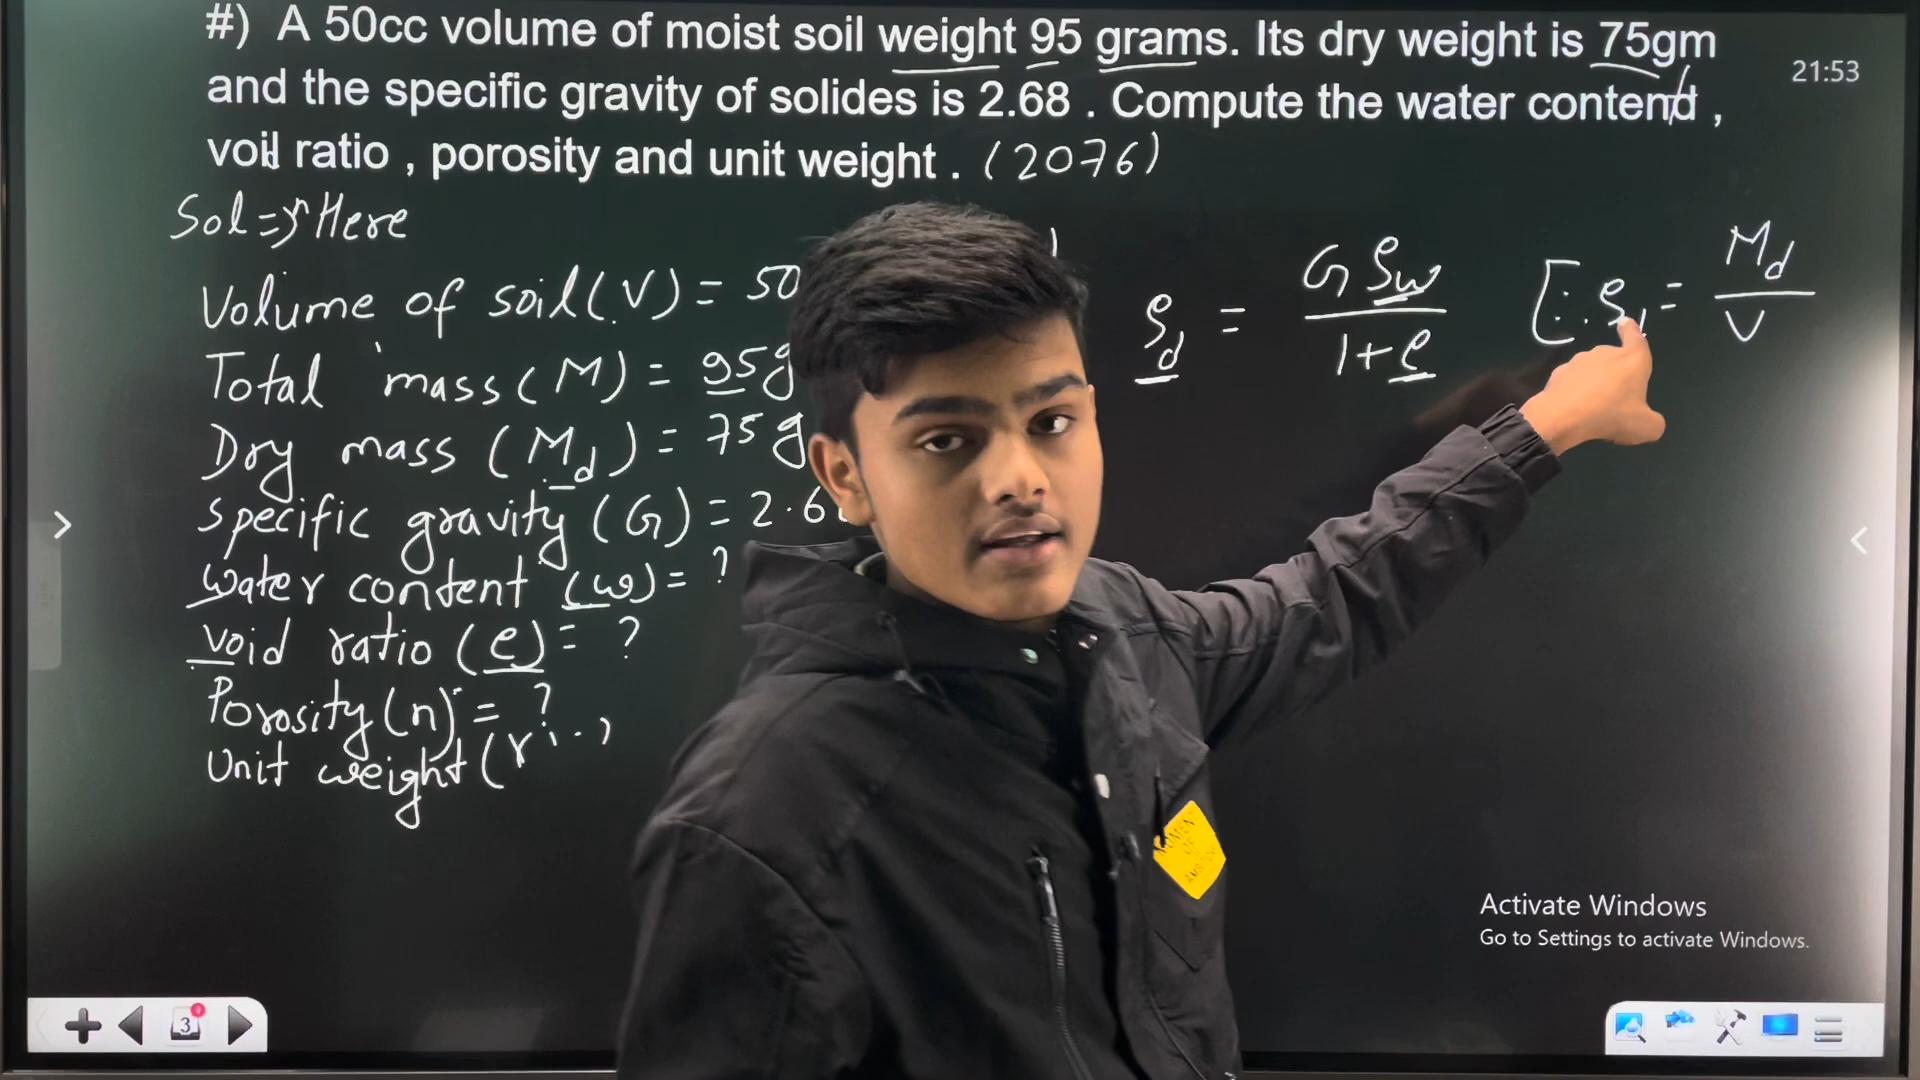 #) A 50cc volume of moist soil weight 95 grams. Its dry weight is 75gm
and the specific gravity of solides is 2.68 . Compute the water contend ,
void ratio , porosity and unit weight . (2076)
21:53
Sol => Here
Volume of soil (V) = 50
Total mass (M) = 95g
Dry mass (Md) = 75g
Specific gravity (G) = 2.6
Water content (w) = ?
void ratio (e) = ?
Porosity (n) = ?
Unit weight (r
ρd = Gρw / 1+e [∵ ρd = Md / V
Activate Windows
Go to Settings to activate Windows.
3